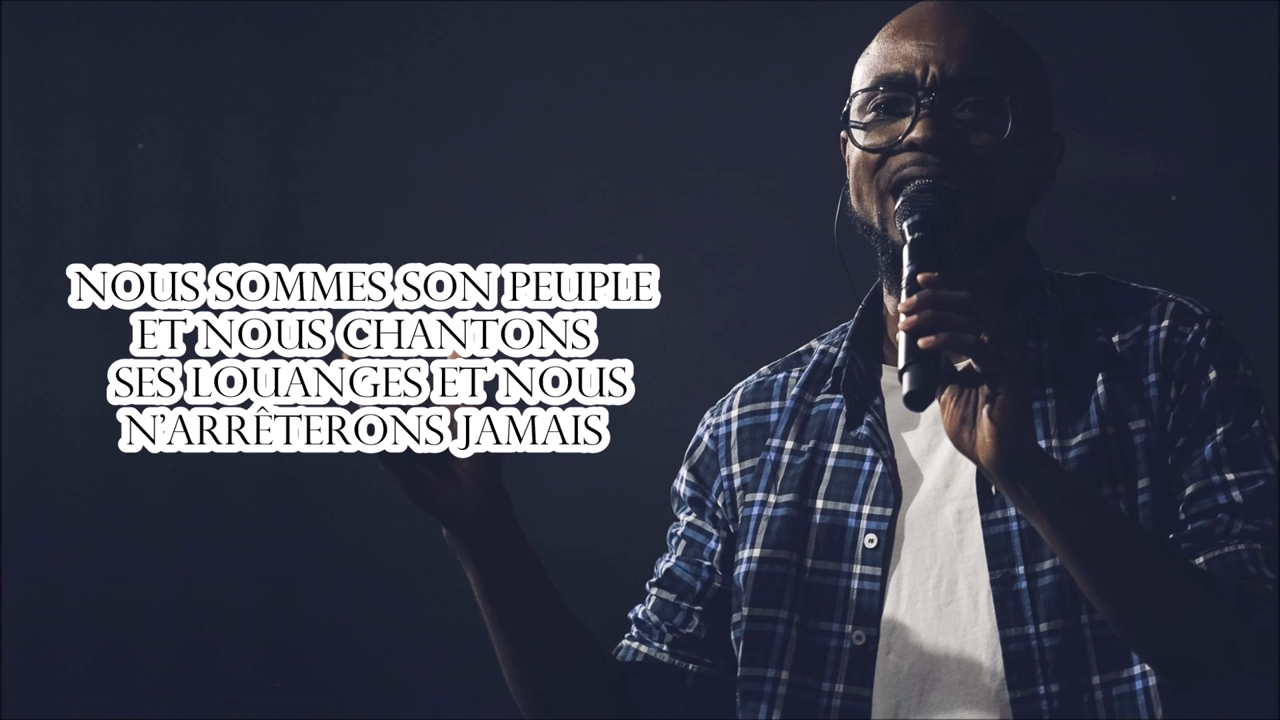 NOUS SOMMES SON PEUPLE
ET NOUS CHANTONS
SES LOUANGES ET NOUS
N'ARRÊTERONS JAMAIS